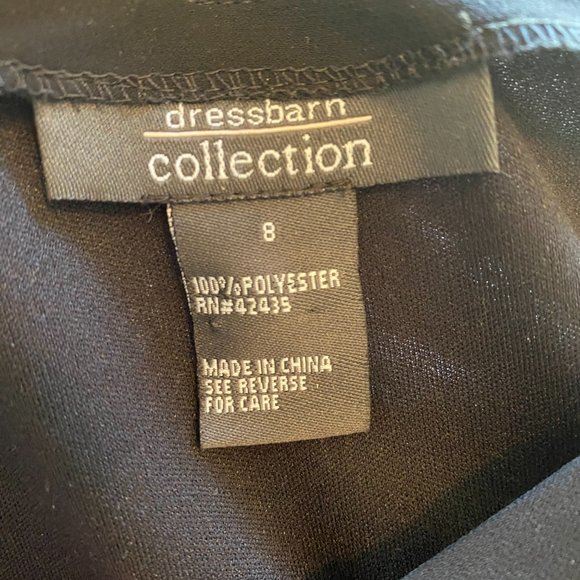 dressbarn
collection
8
100%POLYESTER
RN#42435
MADE IN CHINA
SEE REVERSE
FOR CARE